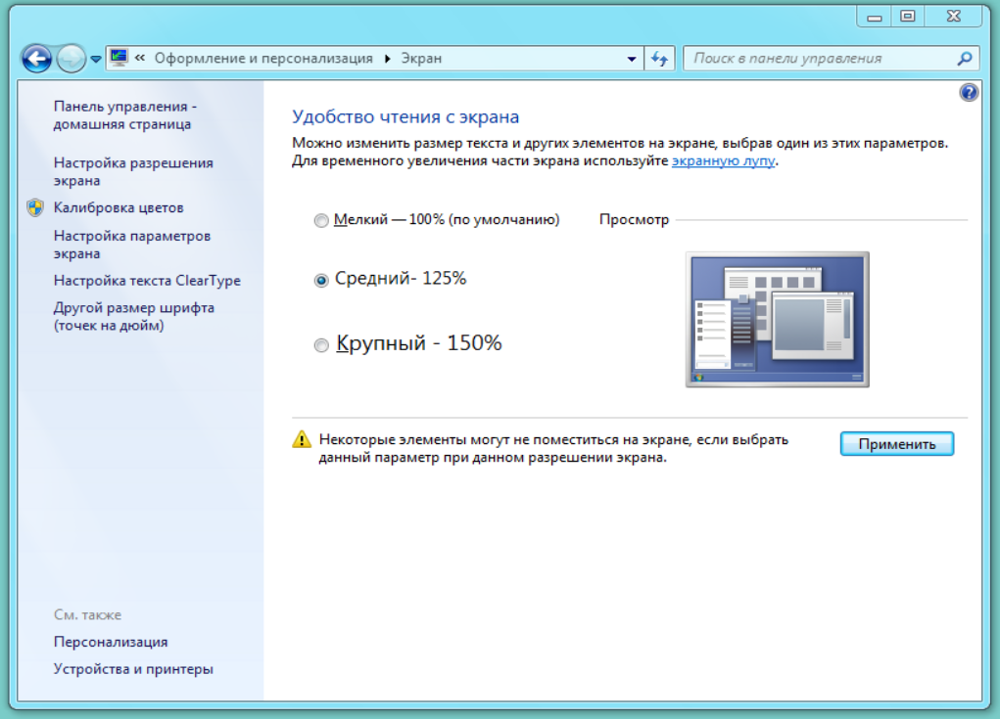 « Оформление и персонализация ▸ Экран
Поиск в панели управления
Панель управления -
домашняя страница
Настройка разрешения
экрана
Калибровка цветов
Настройка параметров
экрана
Настройка текста ClearType
Другой размер шрифта
(точек на дюйм)
См. также
Персонализация
Устройства и принтеры
Удобство чтения с экрана
Можно изменить размер текста и других элементов на экране, выбрав один из этих параметров.
Для временного увеличения части экрана используйте экранную лупу.
Мелкий — 100% (по умолчанию)
Просмотр
Средний- 125%
Крупный - 150%
Некоторые элементы могут не поместиться на экране, если выбрать
данный параметр при данном разрешении экрана.
Применить